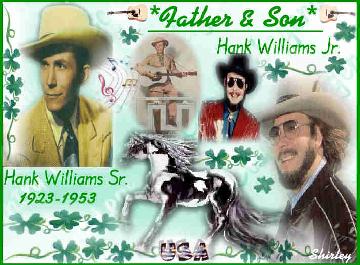 *Father & Son*
Hank Williams Jr.
Hank Williams Sr.
1923-1953
USA
Shirley